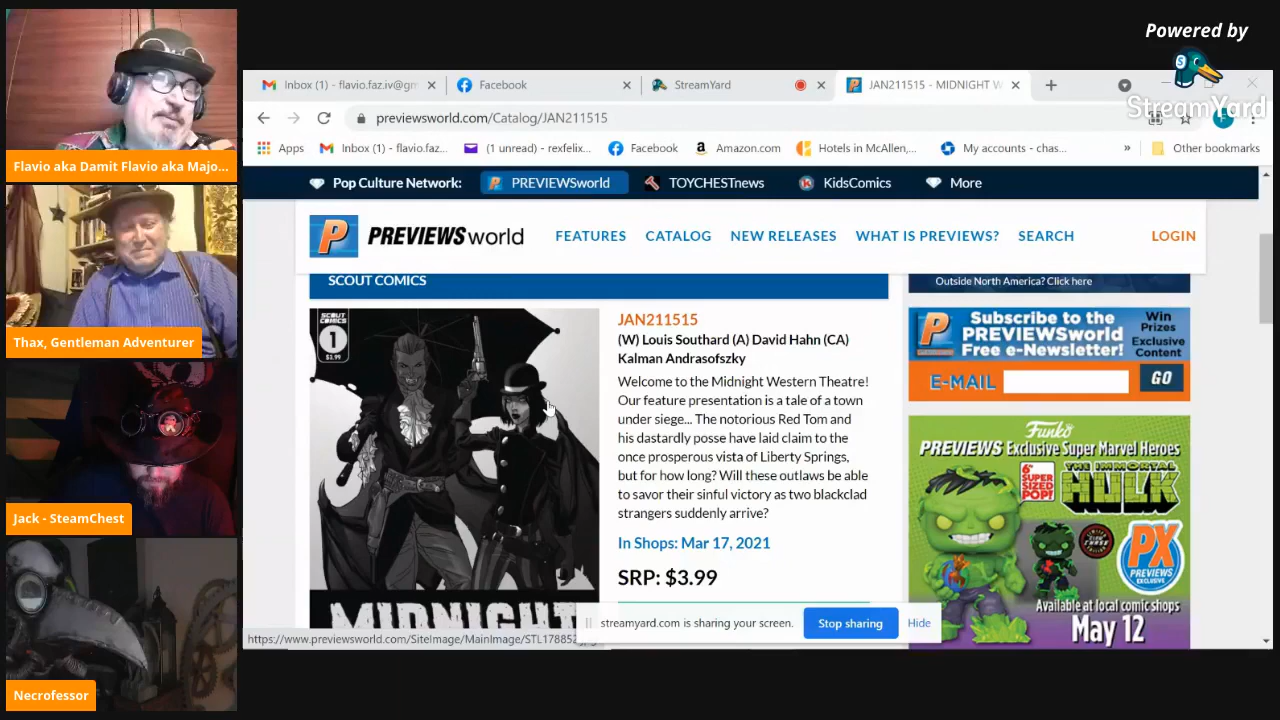 Powered by
StreamYard
Flavio aka Damit Flavio aka Majo...
Thax, Gentleman Adventurer
Jack - SteamChest
Necrofessor
Inbox (1) - flavio.faz.iv@gm
Facebook
StreamYard
JAN211515 - MIDNIGHT W
previewsworld.com/Catalog/JAN211515
Apps
Inbox (1) - flavio.faz...
(1 unread) - rexfelix...
Facebook
Amazon.com
Hotels in McAllen,...
My accounts - chas...
»
Other bookmarks
Pop Culture Network:
PREVIEWSworld
TOYCHESTnews
KidsComics
More
PREVIEWSworld
FEATURES
CATALOG
NEW RELEASES
WHAT IS PREVIEWS?
SEARCH
LOGIN
SCOUT COMICS
SCOUT
COMICS
1
$3.99
MIDNIGHT
JAN211515
(W) Louis Southard (A) David Hahn (CA)
Kalman Andrasofszky
Welcome to the Midnight Western Theatre!
Our feature presentation is a tale of a town
under siege... The notorious Red Tom and
his dastardly posse have laid claim to the
once prosperous vista of Liberty Springs,
but for how long? Will these outlaws be able
to savor their sinful victory as two blackclad
strangers suddenly arrive?
In Shops: Mar 17, 2021
SRP: $3.99
Outside North America? Click here
Subscribe to the
PREVIEWSworld
Free e-Newsletter!
Win
Prizes
Exclusive
Content
E-MAIL
GO
Funko
PREVIEWS Exclusive Super Marvel Heroes
6"
SUPER
SIZED
POP!
THE IMMORTAL
HULK
PX
PREVIEWS
EXCLUSIVE
Available at local comic shops
May 12
streamyard.com is sharing your screen.
Stop sharing
Hide
https://www.previewsworld.com/SiteImage/MainImage/STL178852.jpg